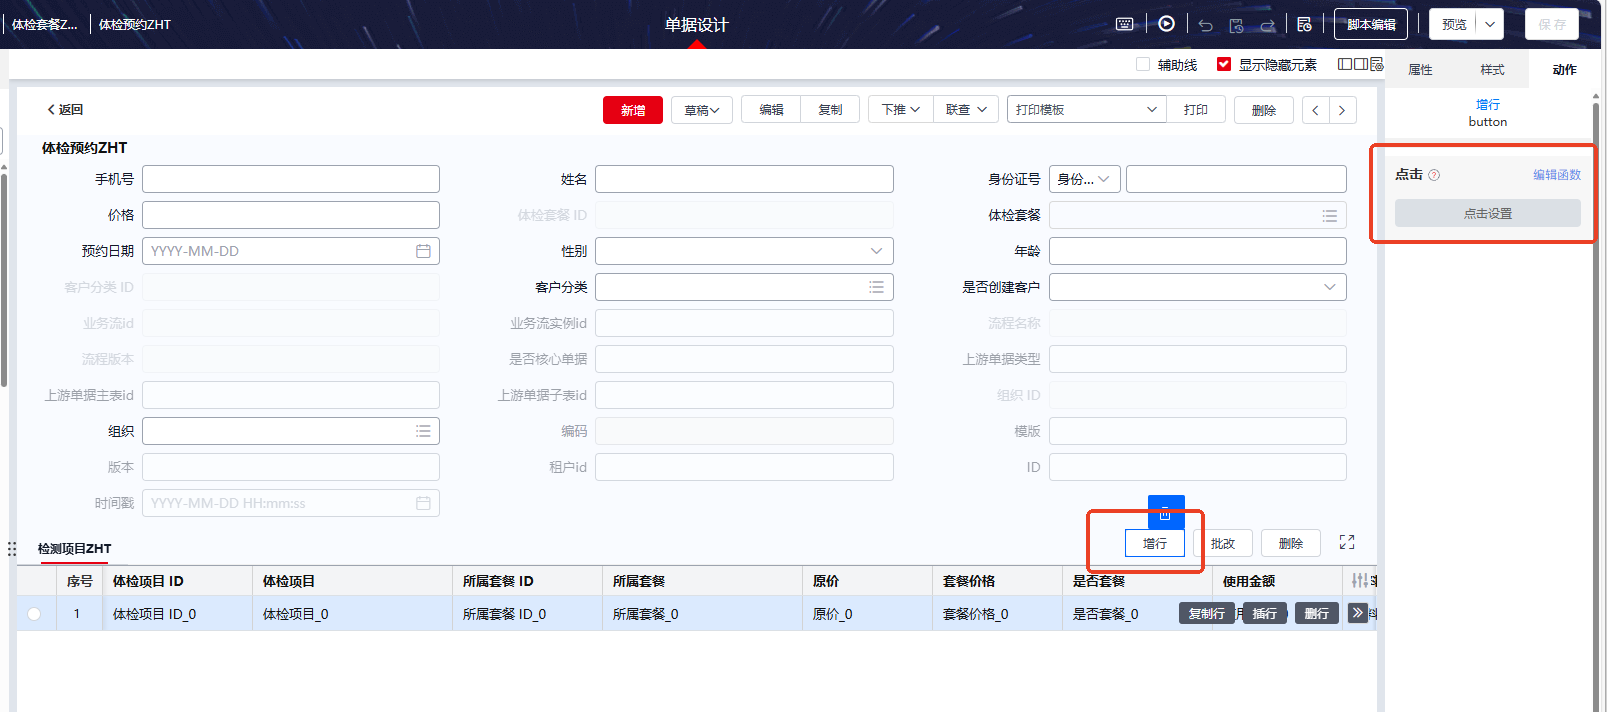 体检套餐Z...
体检预约ZHT
单据设计
脚本编辑
预览
保存
辅助线
显示隐藏元素
属性
样式
动作
返回
新增
草稿
编辑
复制
下推
联查
打印模板
打印
删除
增行
button
体检预约ZHT
点击
编辑函数
点击设置
手机号
姓名
身份证号
身份...
价格
体检套餐 ID
体检套餐
预约日期
YYYY-MM-DD
性别
年龄
客户分类 ID
客户分类
是否创建客户
业务流id
业务流实例id
流程名称
流程版本
是否核心单据
上游单据类型
上游单据主表id
上游单据子表id
组织 ID
组织
编码
模版
版本
租户id
ID
时间戳
YYYY-MM-DD HH:mm:ss
检测项目ZHT
增行
批改
删除
序号
体检项目 ID
体检项目
所属套餐 ID
所属套餐
原价
套餐价格
是否套餐
使用金额
1
体检项目 ID_0
体检项目_0
所属套餐 ID_0
所属套餐_0
原价_0
套餐价格_0
是否套餐_0
复制行
插行
删行